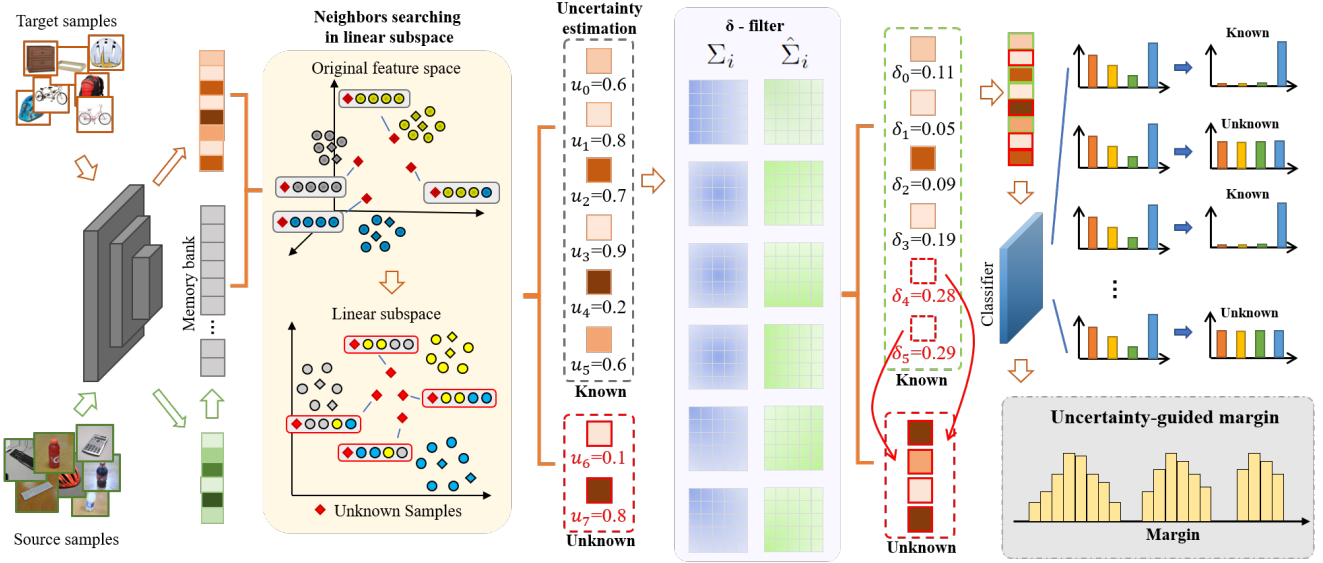 Target samples
Memory bank
Source samples
Neighbors searching
in linear subspace
Original feature space
Linear subspace
Unknown Samples
Uncertainty
estimation
u₀=0.6
u₁=0.8
u₂=0.7
u₃=0.9
u₄=0.2
u₅=0.6
Known
u₆=0.1
u₇=0.8
Unknown
δ - filter
Σᵢ Σ̂ᵢ
δ₀=0.11
δ₁=0.05
δ₂=0.09
δ₃=0.19
δ₄=0.28
δ₅=0.29
Known
Unknown
Classifier
Known
Unknown
Known
Unknown
Uncertainty-guided margin
Margin